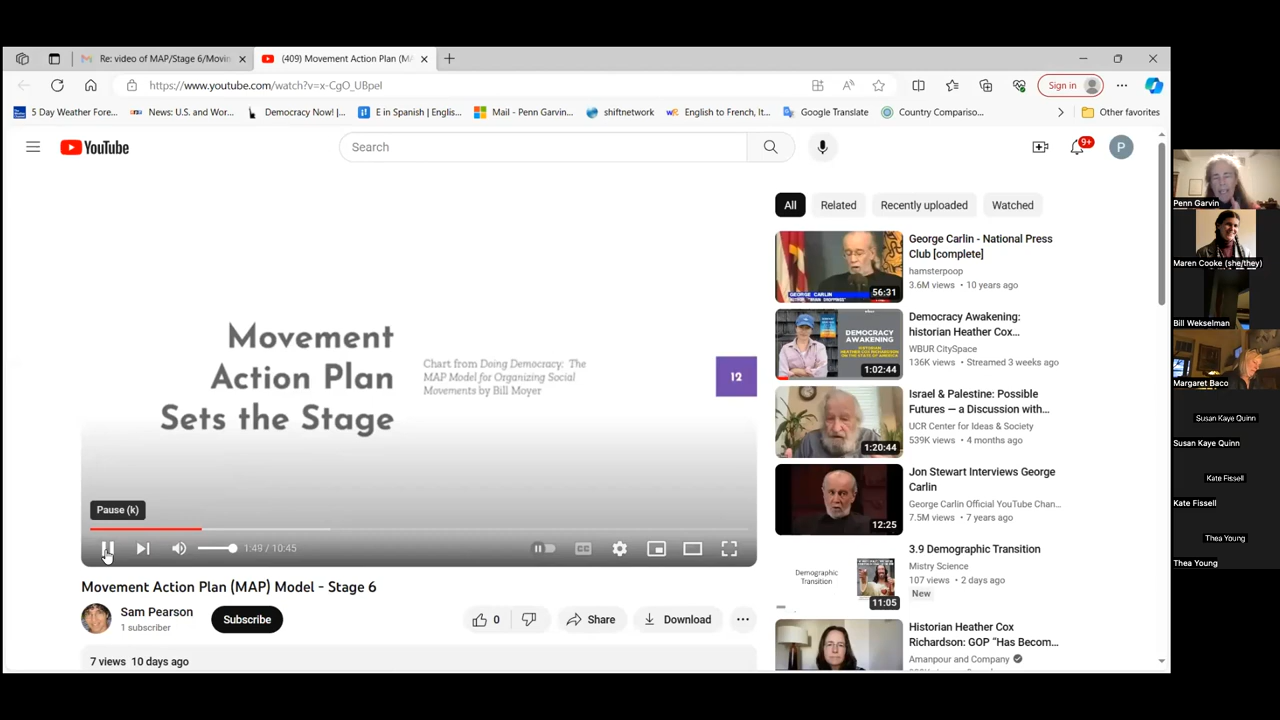 Re: video of MAP/Stage 6/Movin
(409) Movement Action Plan (MA
https://www.youtube.com/watch?v=x-CgO_UBpeI
Sign in
5 Day Weather Fore...
News: U.S. and Wor...
Democracy Now! |...
E in Spanish | Englis...
Mail - Penn Garvin...
shiftnetwork
English to French, It...
Google Translate
Country Compariso...
Other favorites
YouTube
Search
9+
P
All
Related
Recently uploaded
Watched
Movement
Action Plan
Sets the Stage
Chart from Doing Democracy: The
MAP Model for Organizing Social
Movements by Bill Moyer
12
Pause (k)
1:49 / 10:45
CC
Movement Action Plan (MAP) Model - Stage 6
Sam Pearson
1 subscriber
Subscribe
0
Share
Download
7 views 10 days ago
GEORGE CARLIN
56:31
George Carlin - National Press
Club [complete]
hamsterpoop
3.6M views • 10 years ago
DEMOCRACY
AWAKENING
1:02:44
Democracy Awakening:
historian Heather Cox...
WBUR CitySpace
136K views • Streamed 3 weeks ago
1:20:44
Israel & Palestine: Possible
Futures — a Discussion with...
UCR Center for Ideas & Society
539K views • 4 months ago
12:25
Jon Stewart Interviews George
Carlin
George Carlin Official YouTube Chan...
7.5M views • 7 years ago
Demographic
Transition
11:05
3.9 Demographic Transition
Mistry Science
107 views • 2 days ago
New
Historian Heather Cox
Richardson: GOP "Has Becom...
Amanpour and Company
Penn Garvin
Maren Cooke (she/they)
Bill Wekselman
Margaret Baco
Susan Kaye Quinn
Susan Kaye Quinn
Kate Fissell
Kate Fissell
Thea Young
Thea Young